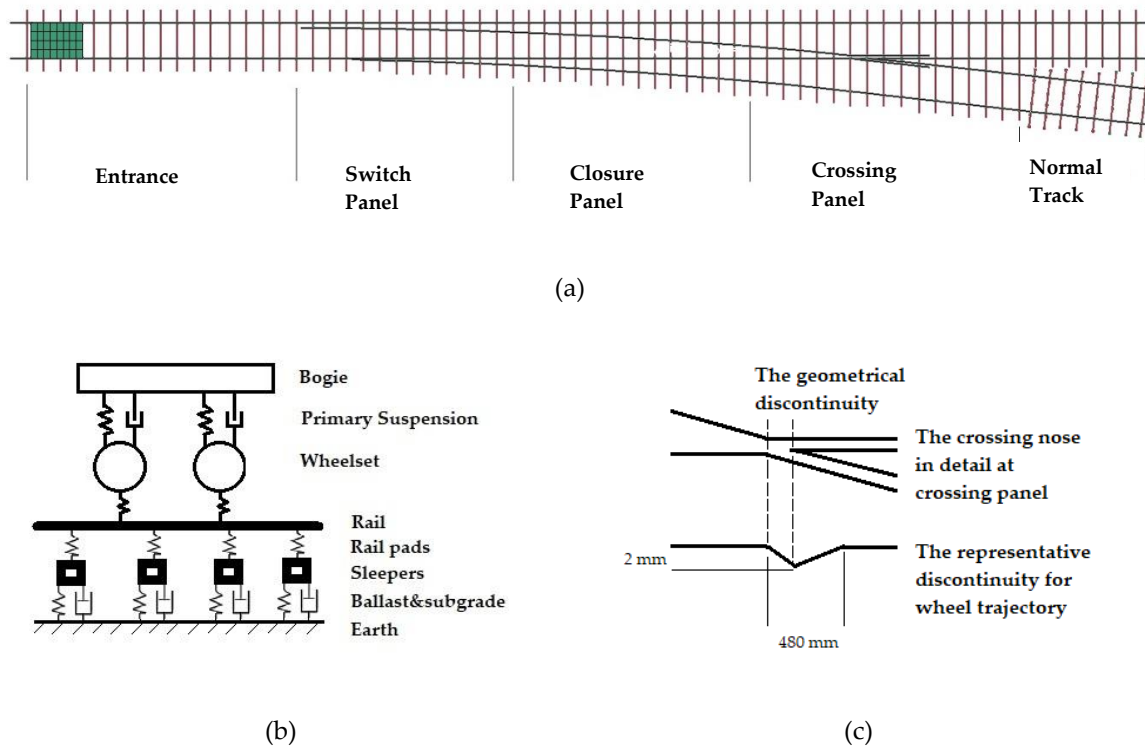 Entrance
Switch
Panel
Closure
Panel
Crossing
Panel
Normal
Track
(a)
Bogie
Primary Suspension
Wheelset
Rail
Rail pads
Sleepers
Ballast&subgrade
Earth
(b)
The geometrical
discontinuity
The crossing nose
in detail at
crossing panel
2 mm
The representative
discontinuity for
wheel trajectory
480 mm
(c)